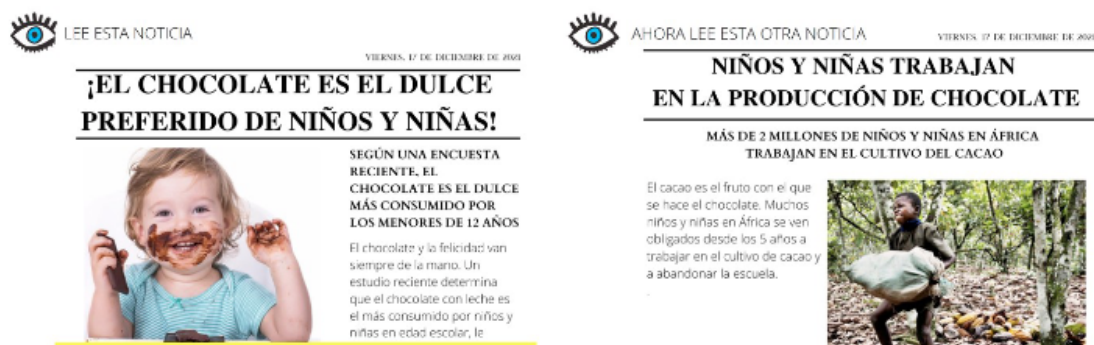 LEE ESTA NOTICIA
VIERNES, 17 DE DICIEMBRE DE 2021
¡EL CHOCOLATE ES EL DULCE
PREFERIDO DE NIÑOS Y NIÑAS!
SEGÚN UNA ENCUESTA
RECIENTE, EL
CHOCOLATE ES EL DULCE
MÁS CONSUMIDO POR
LOS MENORES DE 12 AÑOS
El chocolate y la felicidad van
siempre de la mano. Un
estudio reciente determina
que el chocolate con leche es
el más consumido por niños y
niñas en edad escolar, le
AHORA LEE ESTA OTRA NOTICIA
VIERNES, 17 DE DICIEMBRE DE 2021
NIÑOS Y NIÑAS TRABAJAN
EN LA PRODUCCIÓN DE CHOCOLATE
MÁS DE 2 MILLONES DE NIÑOS Y NIÑAS EN ÁFRICA
TRABAJAN EN EL CULTIVO DEL CACAO
El cacao es el fruto con el que
se hace el chocolate. Muchos
niños y niñas en África se ven
obligados desde los 5 años a
trabajar en el cultivo de cacao y
a abandonar la escuela.
.